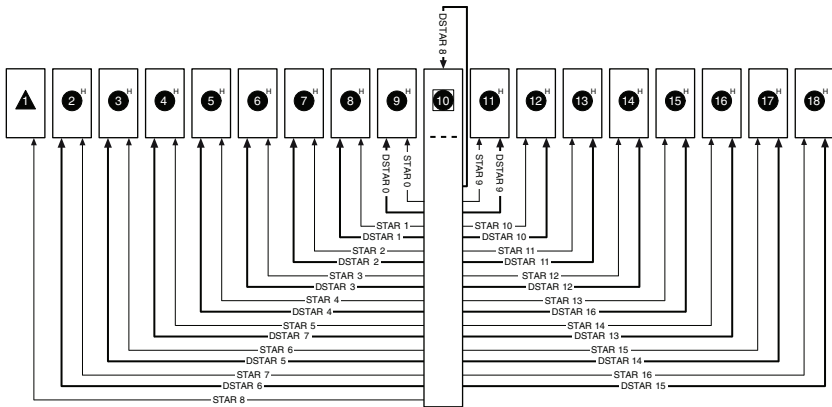 DSTAR 8
1
2 H
3 H
4 H
5 H
6 H
7 H
8 H
9 H
10
11 H
12 H
13 H
14 H
15 H
16 H
17 H
18 H
DSTAR 0
STAR 0
STAR 9
DSTAR 9
STAR 1
STAR 10
DSTAR 1
DSTAR 10
STAR 2
STAR 11
DSTAR 2
DSTAR 11
STAR 3
STAR 12
DSTAR 3
DSTAR 12
STAR 4
STAR 13
DSTAR 4
DSTAR 16
STAR 5
STAR 14
DSTAR 7
DSTAR 13
STAR 6
STAR 15
DSTAR 5
DSTAR 14
STAR 7
STAR 16
DSTAR 6
DSTAR 15
STAR 8